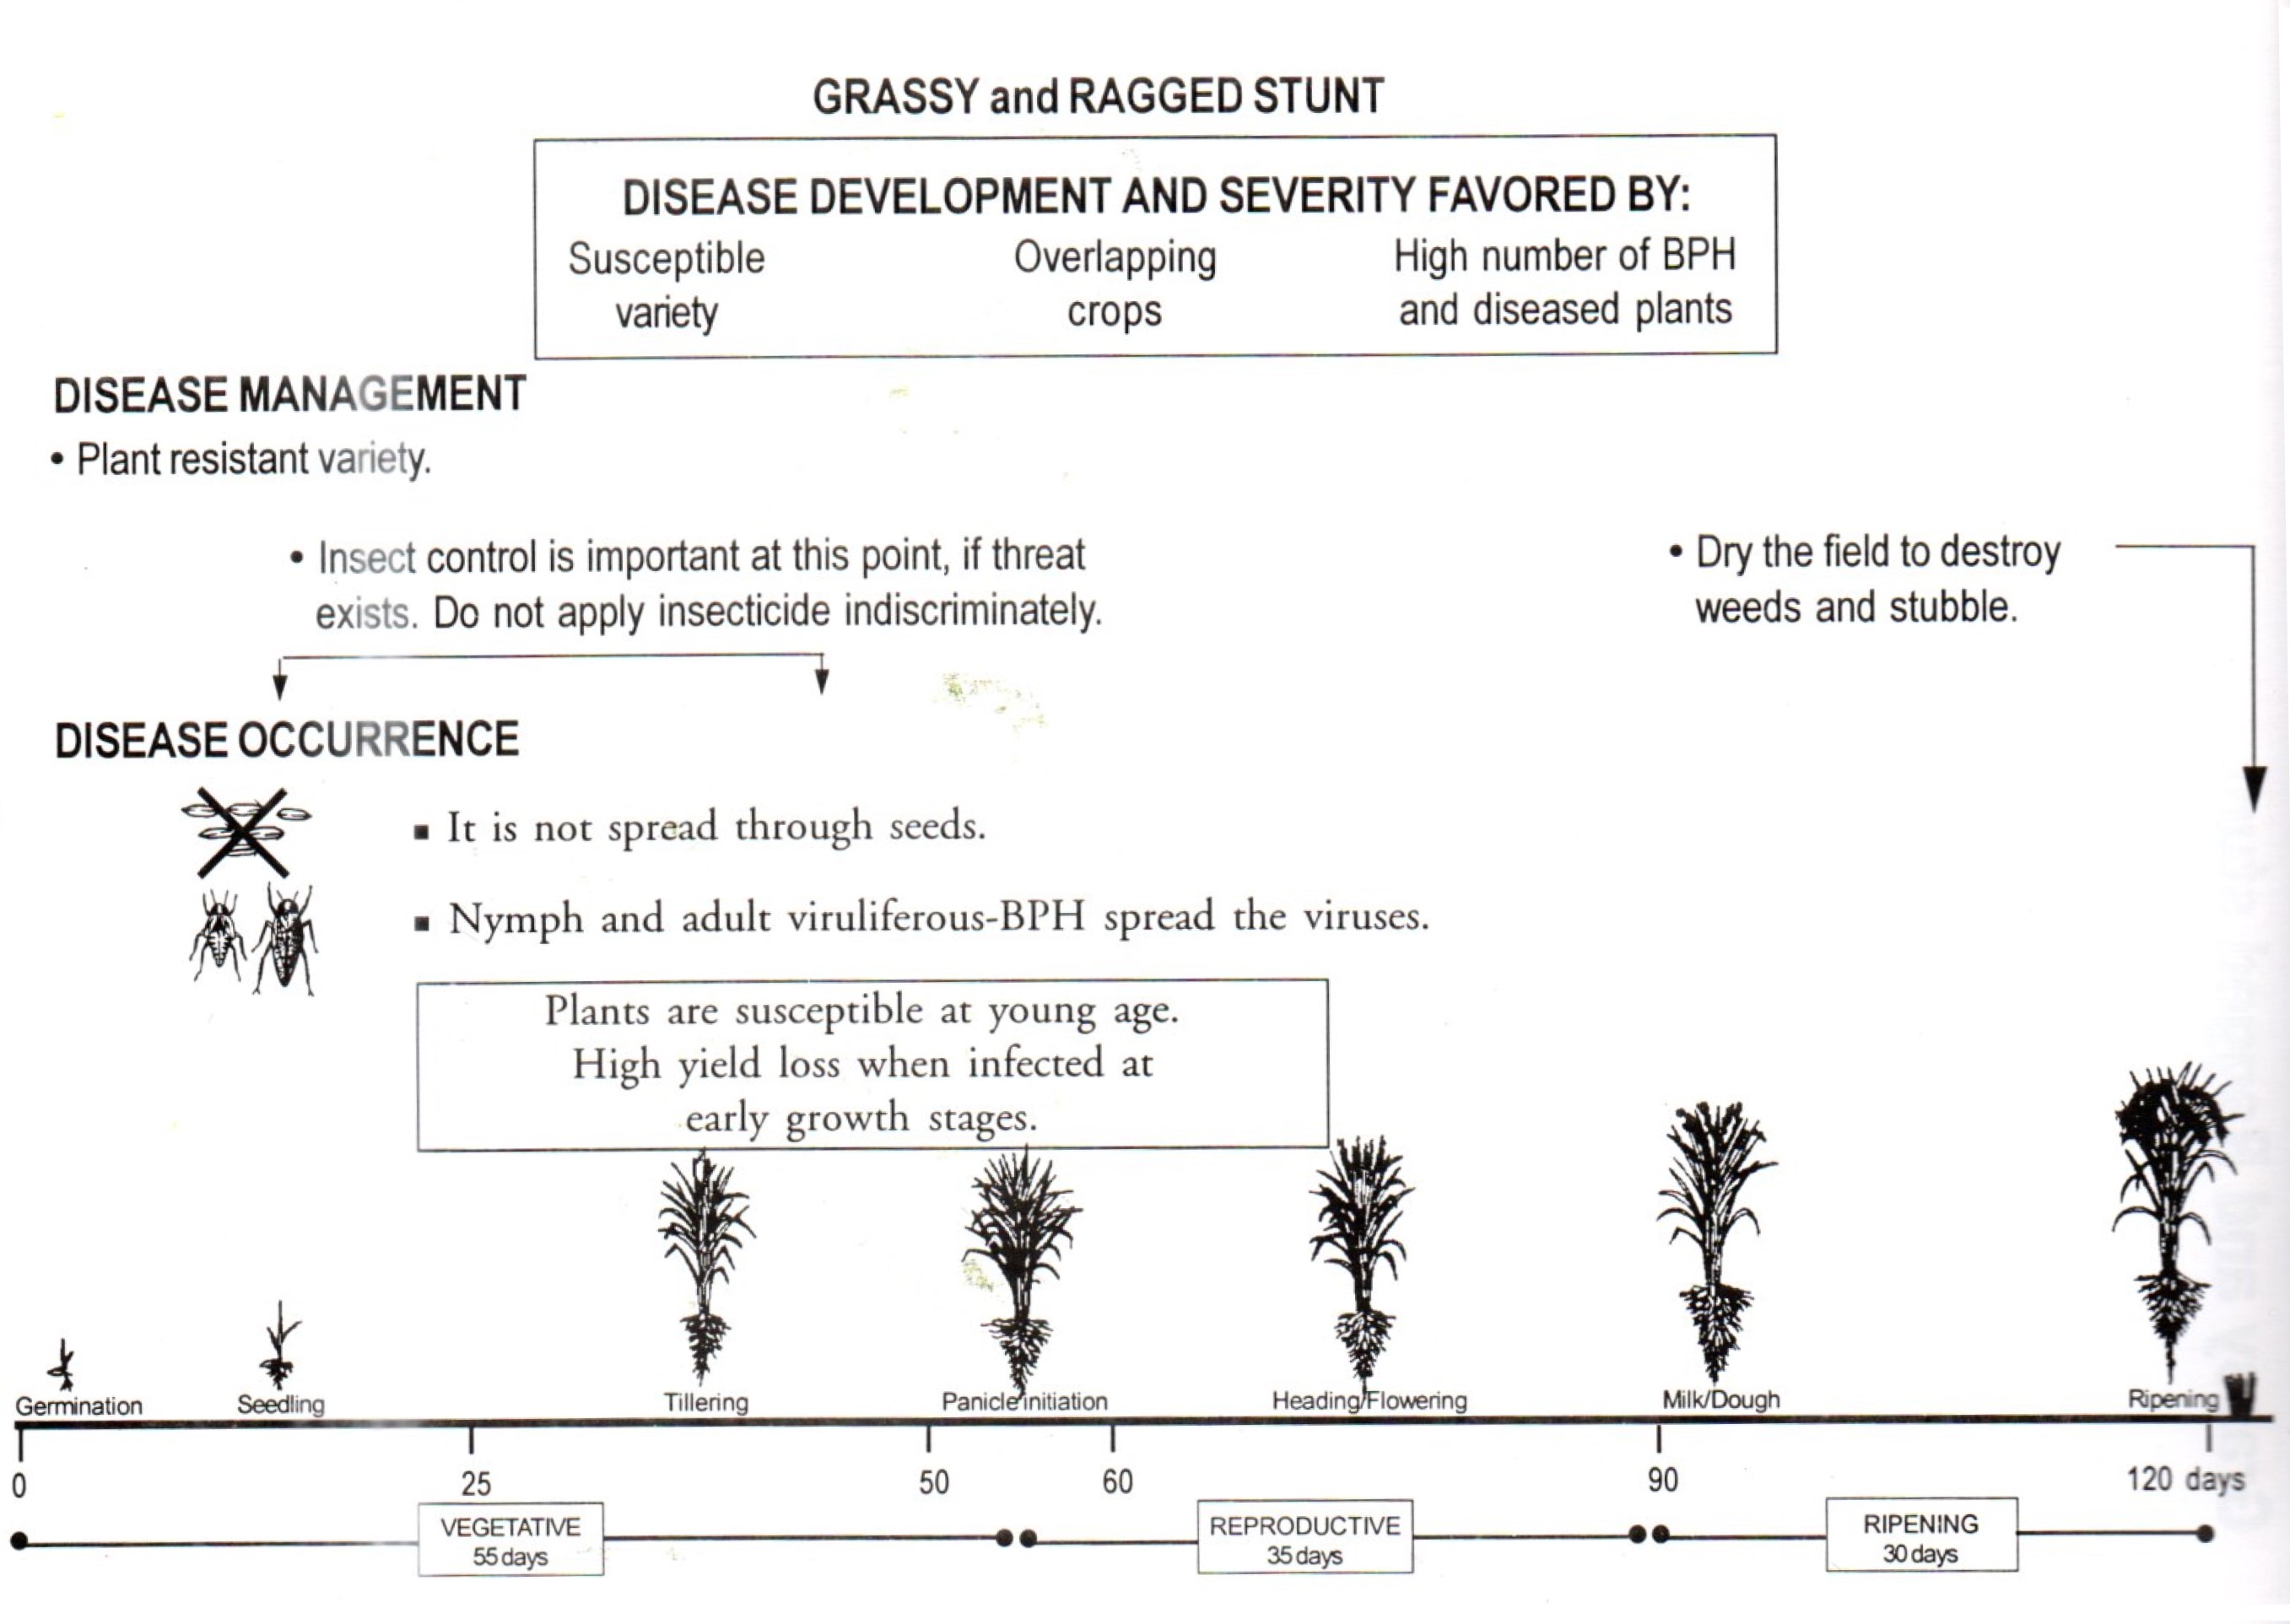 GRASSY and RAGGED STUNT
DISEASE DEVELOPMENT AND SEVERITY FAVORED BY:
Susceptible
variety
Overlapping
crops
High number of BPH
and diseased plants
DISEASE MANAGEMENT
• Plant resistant variety.
• Insect control is important at this point, if threat
exists. Do not apply insecticide indiscriminately.
• Dry the field to destroy
weeds and stubble.
DISEASE OCCURRENCE
▪ It is not spread through seeds.
▪ Nymph and adult viruliferous-BPH spread the viruses.
Plants are susceptible at young age.
High yield loss when infected at
early growth stages.
Germination Seedling Tillering Panicle initiation Heading/Flowering Milk/Dough Ripening
0 25 50 60 90 120 days
VEGETATIVE
55 days
REPRODUCTIVE
35 days
RIPENING
30 days